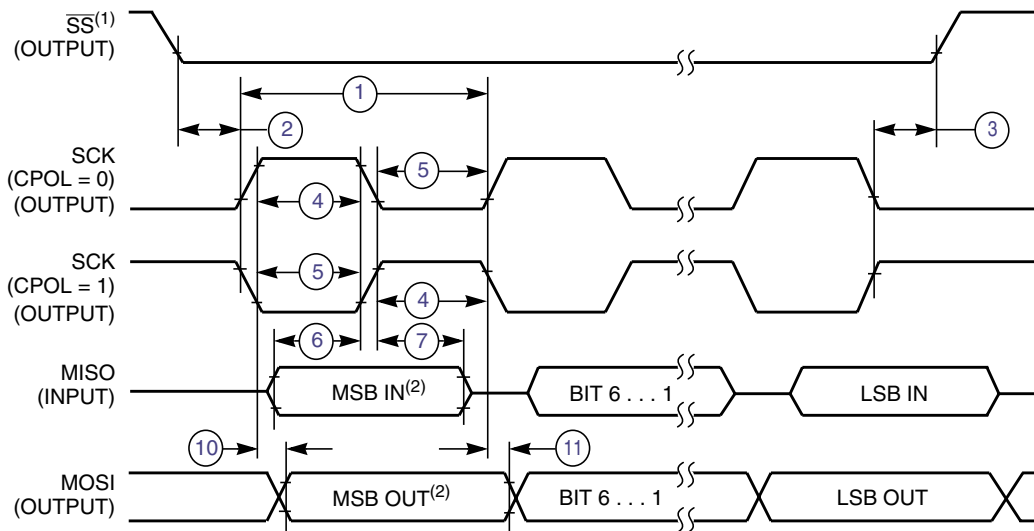 SS(1)
(OUTPUT)
1
2
3
SCK
(CPOL = 0)
(OUTPUT)
5
4
SCK
(CPOL = 1)
(OUTPUT)
5
4
6
7
MISO
(INPUT)
MSB IN(2)
BIT 6 . . . 1
LSB IN
10
11
MOSI
(OUTPUT)
MSB OUT(2)
BIT 6 . . . 1
LSB OUT